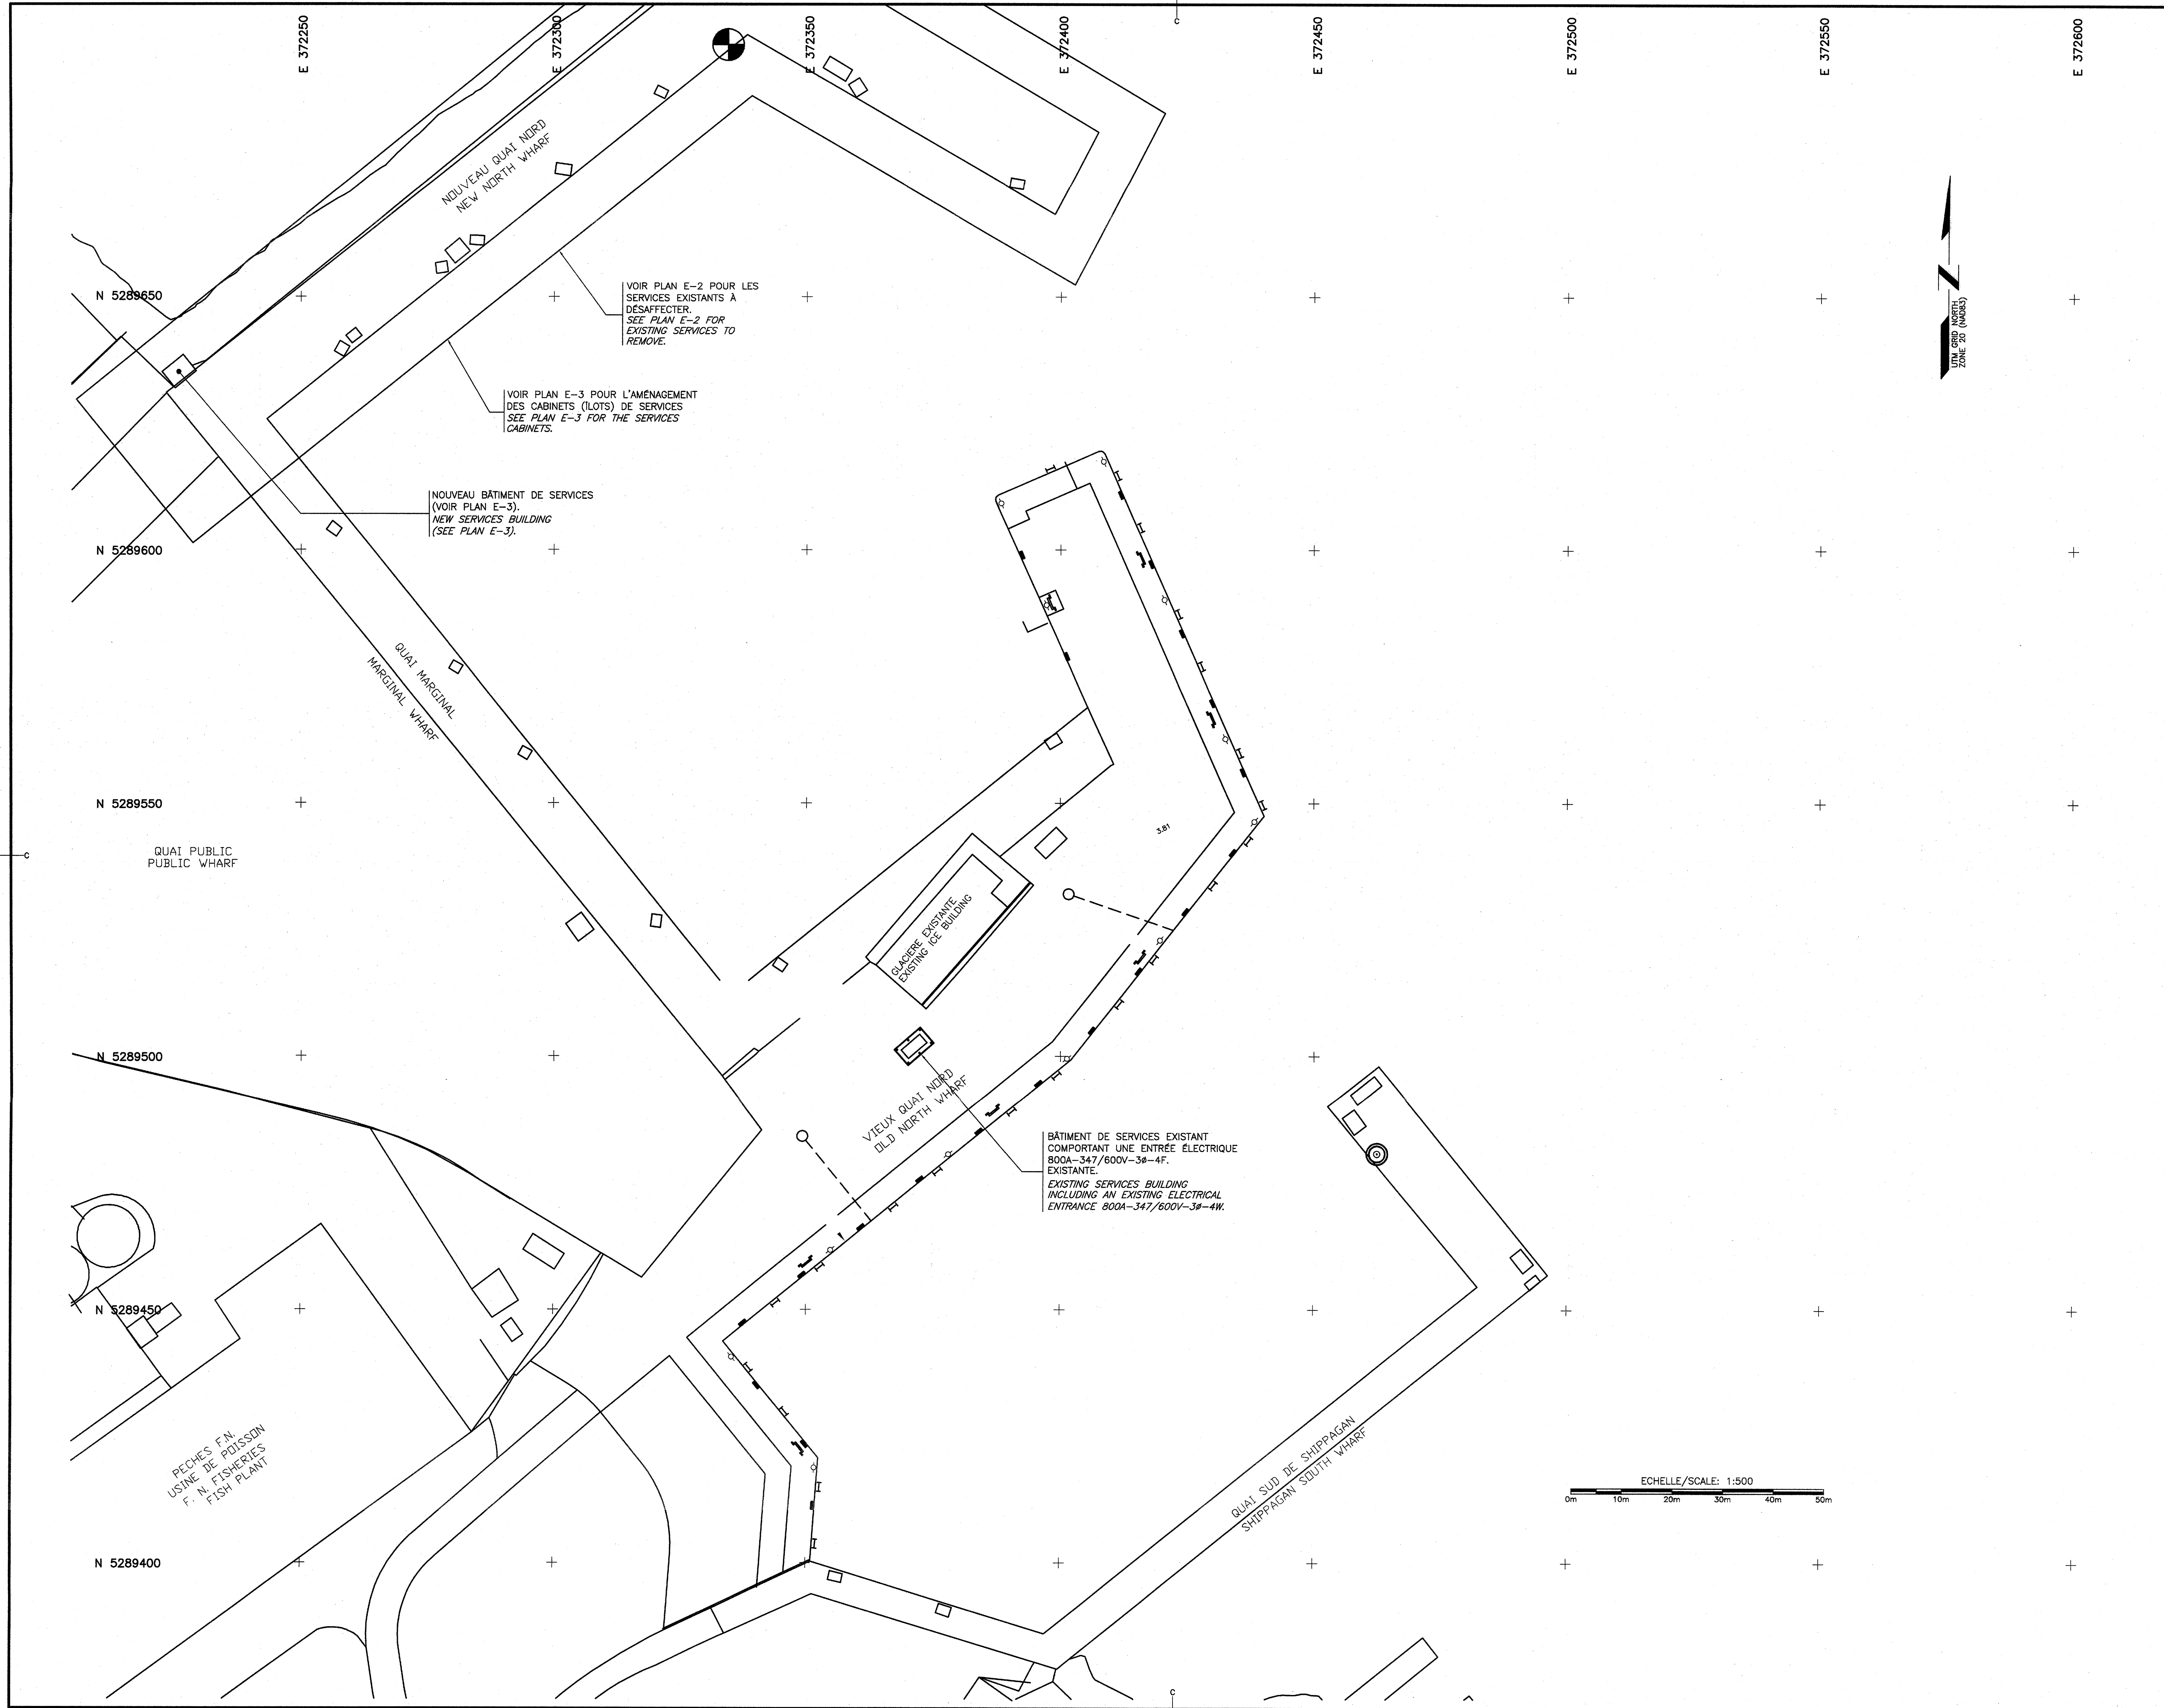 E 372250
E 372300
E 372350
E 372400
E 372450
E 372500
E 372550
E 372600
C
NOUVEAU QUAI NORD
NEW NORTH WHARF
N
UTM GRID NORTH
ZONE 20 (NAD83)
N 5289650
VOIR PLAN E-2 POUR LES
SERVICES EXISTANTS À
DÉSAFFECTER.
SEE PLAN E-2 FOR
EXISTING SERVICES TO
REMOVE.
VOIR PLAN E-3 POUR L'AMÉNAGEMENT
DES CABINETS (ÎLOTS) DE SERVICES
SEE PLAN E-3 FOR THE SERVICES
CABINETS.
NOUVEAU BÂTIMENT DE SERVICES
(VOIR PLAN E-3).
NEW SERVICES BUILDING
(SEE PLAN E-3).
N 5289600
QUAI MARGINAL
MARGINAL WHARF
N 5289550
3.81
C
QUAI PUBLIC
PUBLIC WHARF
GLACIERE EXISTANTE
EXISTING ICE BUILDING
N 5289500
VIEUX QUAI NORD
OLD NORTH WHARF
BÂTIMENT DE SERVICES EXISTANT
COMPORTANT UNE ENTRÉE ÉLECTRIQUE
800A-347/600V-3ø-4F.
EXISTANTE.
EXISTING SERVICES BUILDING
INCLUDING AN EXISTING ELECTRICAL
ENTRANCE 800A-347/600V-3ø-4W.
N 5289450
PECHES F.N.
USINE DE POISSON
F. N. FISHERIES
FISH PLANT
QUAI SUD DE SHIPPAGAN
SHIPPAGAN SOUTH WHARF
ECHELLE/SCALE: 1:500
0m 10m 20m 30m 40m 50m
N 5289400
C